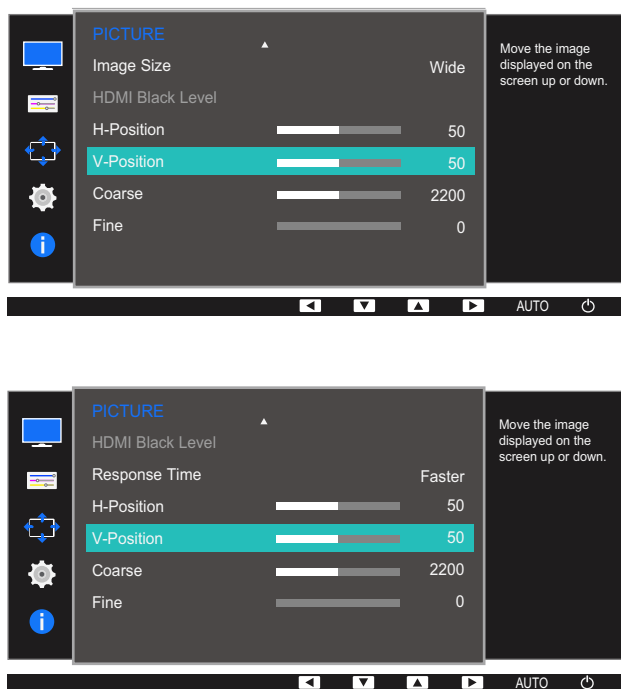 PICTURE
Image Size Wide
HDMI Black Level
H-Position 50
V-Position 50
Coarse 2200
Fine 0
Move the image
displayed on the
screen up or down.
AUTO
PICTURE
HDMI Black Level
Response Time Faster
H-Position 50
V-Position 50
Coarse 2200
Fine 0
Move the image
displayed on the
screen up or down.
AUTO